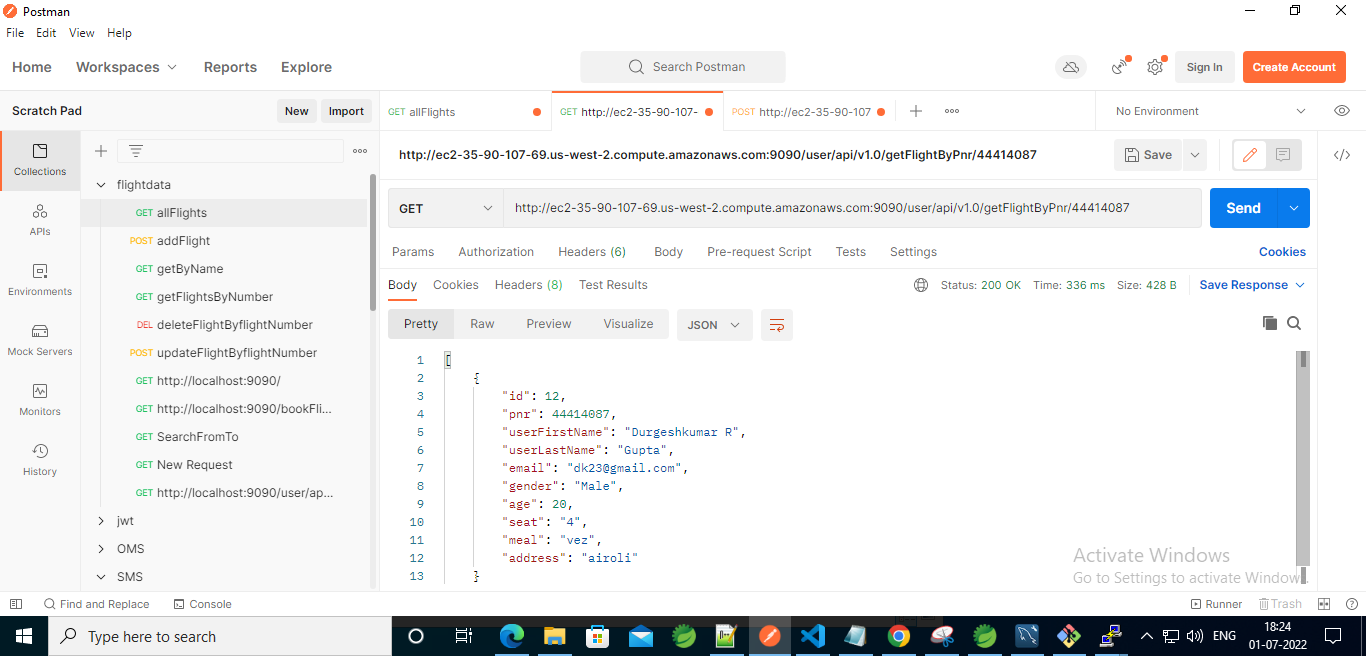 Postman
File Edit View Help
Home Workspaces Reports Explore
Search Postman
Sign In
Create Account
Scratch Pad
New
Import
GET allFlights
GET http://ec2-35-90-107-
POST http://ec2-35-90-107
No Environment
Collections
APIs
Environments
Mock Servers
Monitors
History
flightdata
GET allFlights
POST addFlight
GET getByName
GET getFlightsByNumber
DEL deleteFlightByflightNumber
POST updateFlightByflightNumber
GET http://localhost:9090/
GET http://localhost:9090/bookFli...
GET SearchFromTo
GET New Request
GET http://localhost:9090/user/ap...
jwt
OMS
SMS
http://ec2-35-90-107-69.us-west-2.compute.amazonaws.com:9090/user/api/v1.0/getFlightByPnr/44414087
Save
GET
http://ec2-35-90-107-69.us-west-2.compute.amazonaws.com:9090/user/api/v1.0/getFlightByPnr/44414087
Send
Params Authorization Headers (6) Body Pre-request Script Tests Settings
Cookies
Body Cookies Headers (8) Test Results
Status: 200 OK Time: 336 ms Size: 428 B
Save Response
Pretty Raw Preview Visualize
JSON
1 [
2 {
3 "id": 12,
4 "pnr": 44414087,
5 "userFirstName": "Durgeshkumar R",
6 "userLastName": "Gupta",
7 "email": "dk23@gmail.com",
8 "gender": "Male",
9 "age": 20,
10 "seat": "4",
11 "meal": "vez",
12 "address": "airoli"
13 }
Activate Windows
Go to Settings to activate Windows.
Find and Replace
Console
Runner
Trash
Type here to search
ENG
18:24
01-07-2022